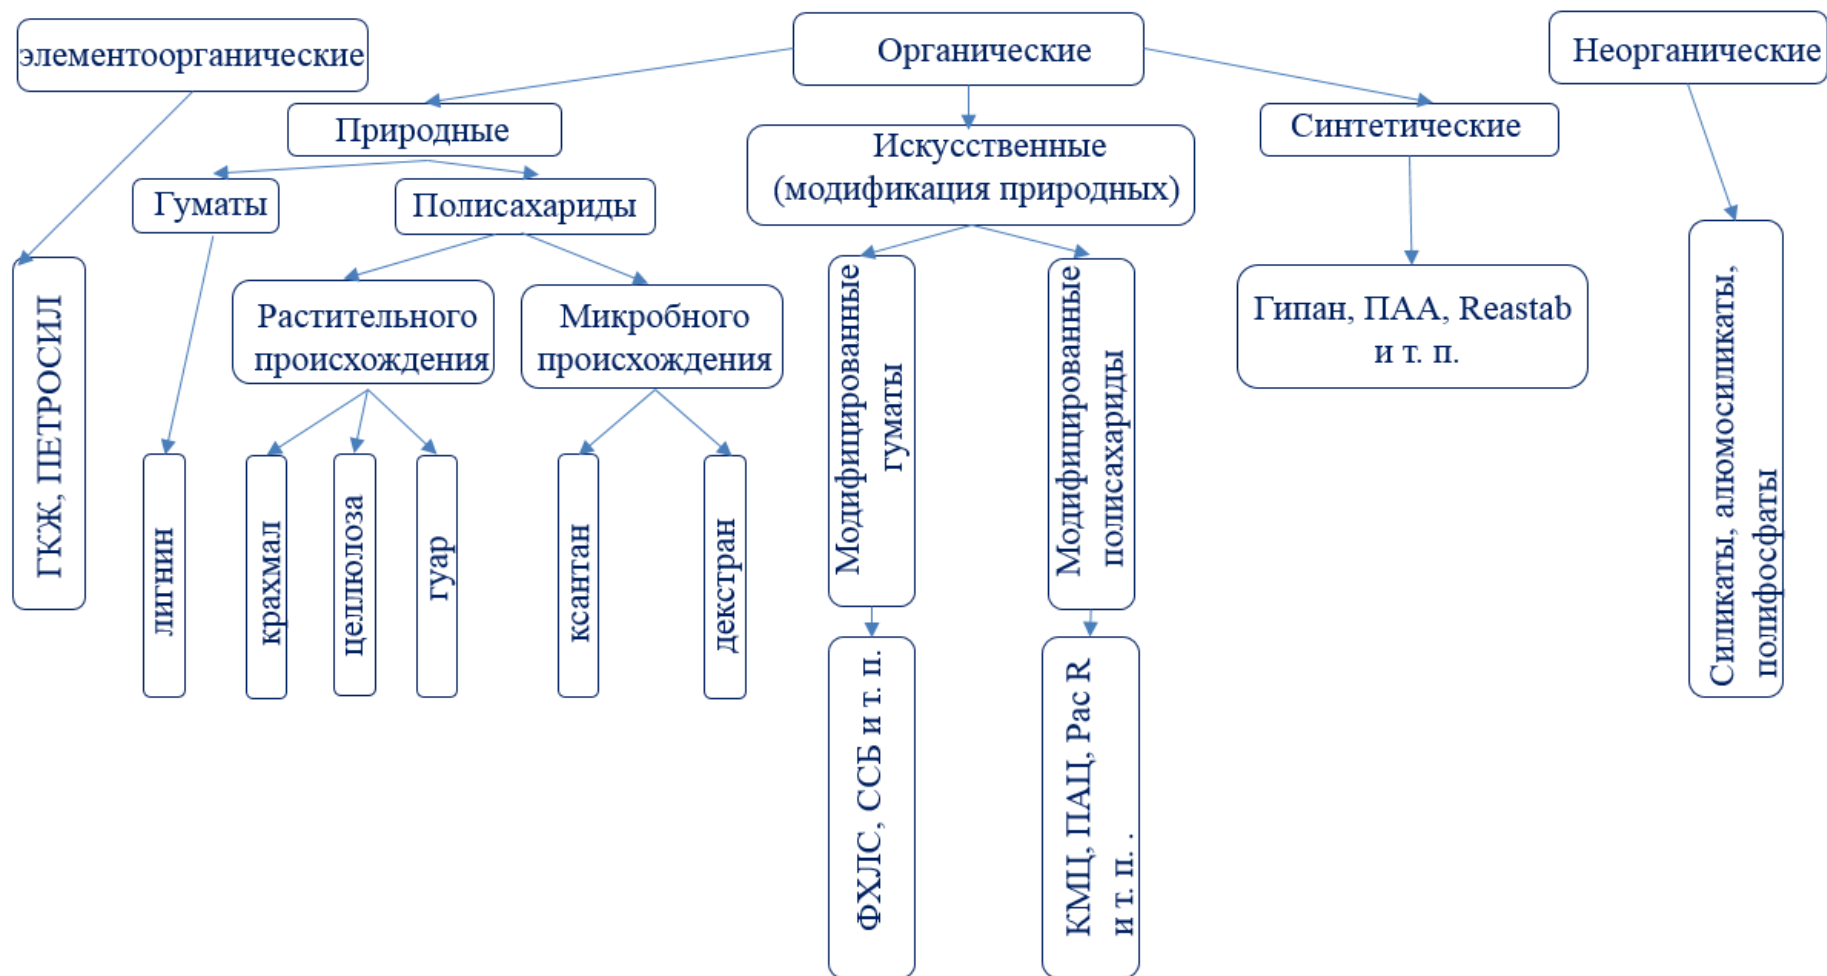 элементоорганические
Органические
Неорганические
Природные
Искусственные
(модификация природных)
Синтетические
Гуматы
Полисахариды
ГКЖ, ПЕТРОСИЛ
Растительного
происхождения
Микробного
происхождения
Модифицированные
гуматы
Модифицированные
полисахариды
Гипан, ПАА, Reastab
и т. п.
Силикаты, алюмосиликаты,
полифосфаты
лигнин
крахмал
целлюлоза
гуар
ксантан
декстран
ФХЛС, ССБ и т. п.
КМЦ, ПАЦ, Pac R
и т. п. .